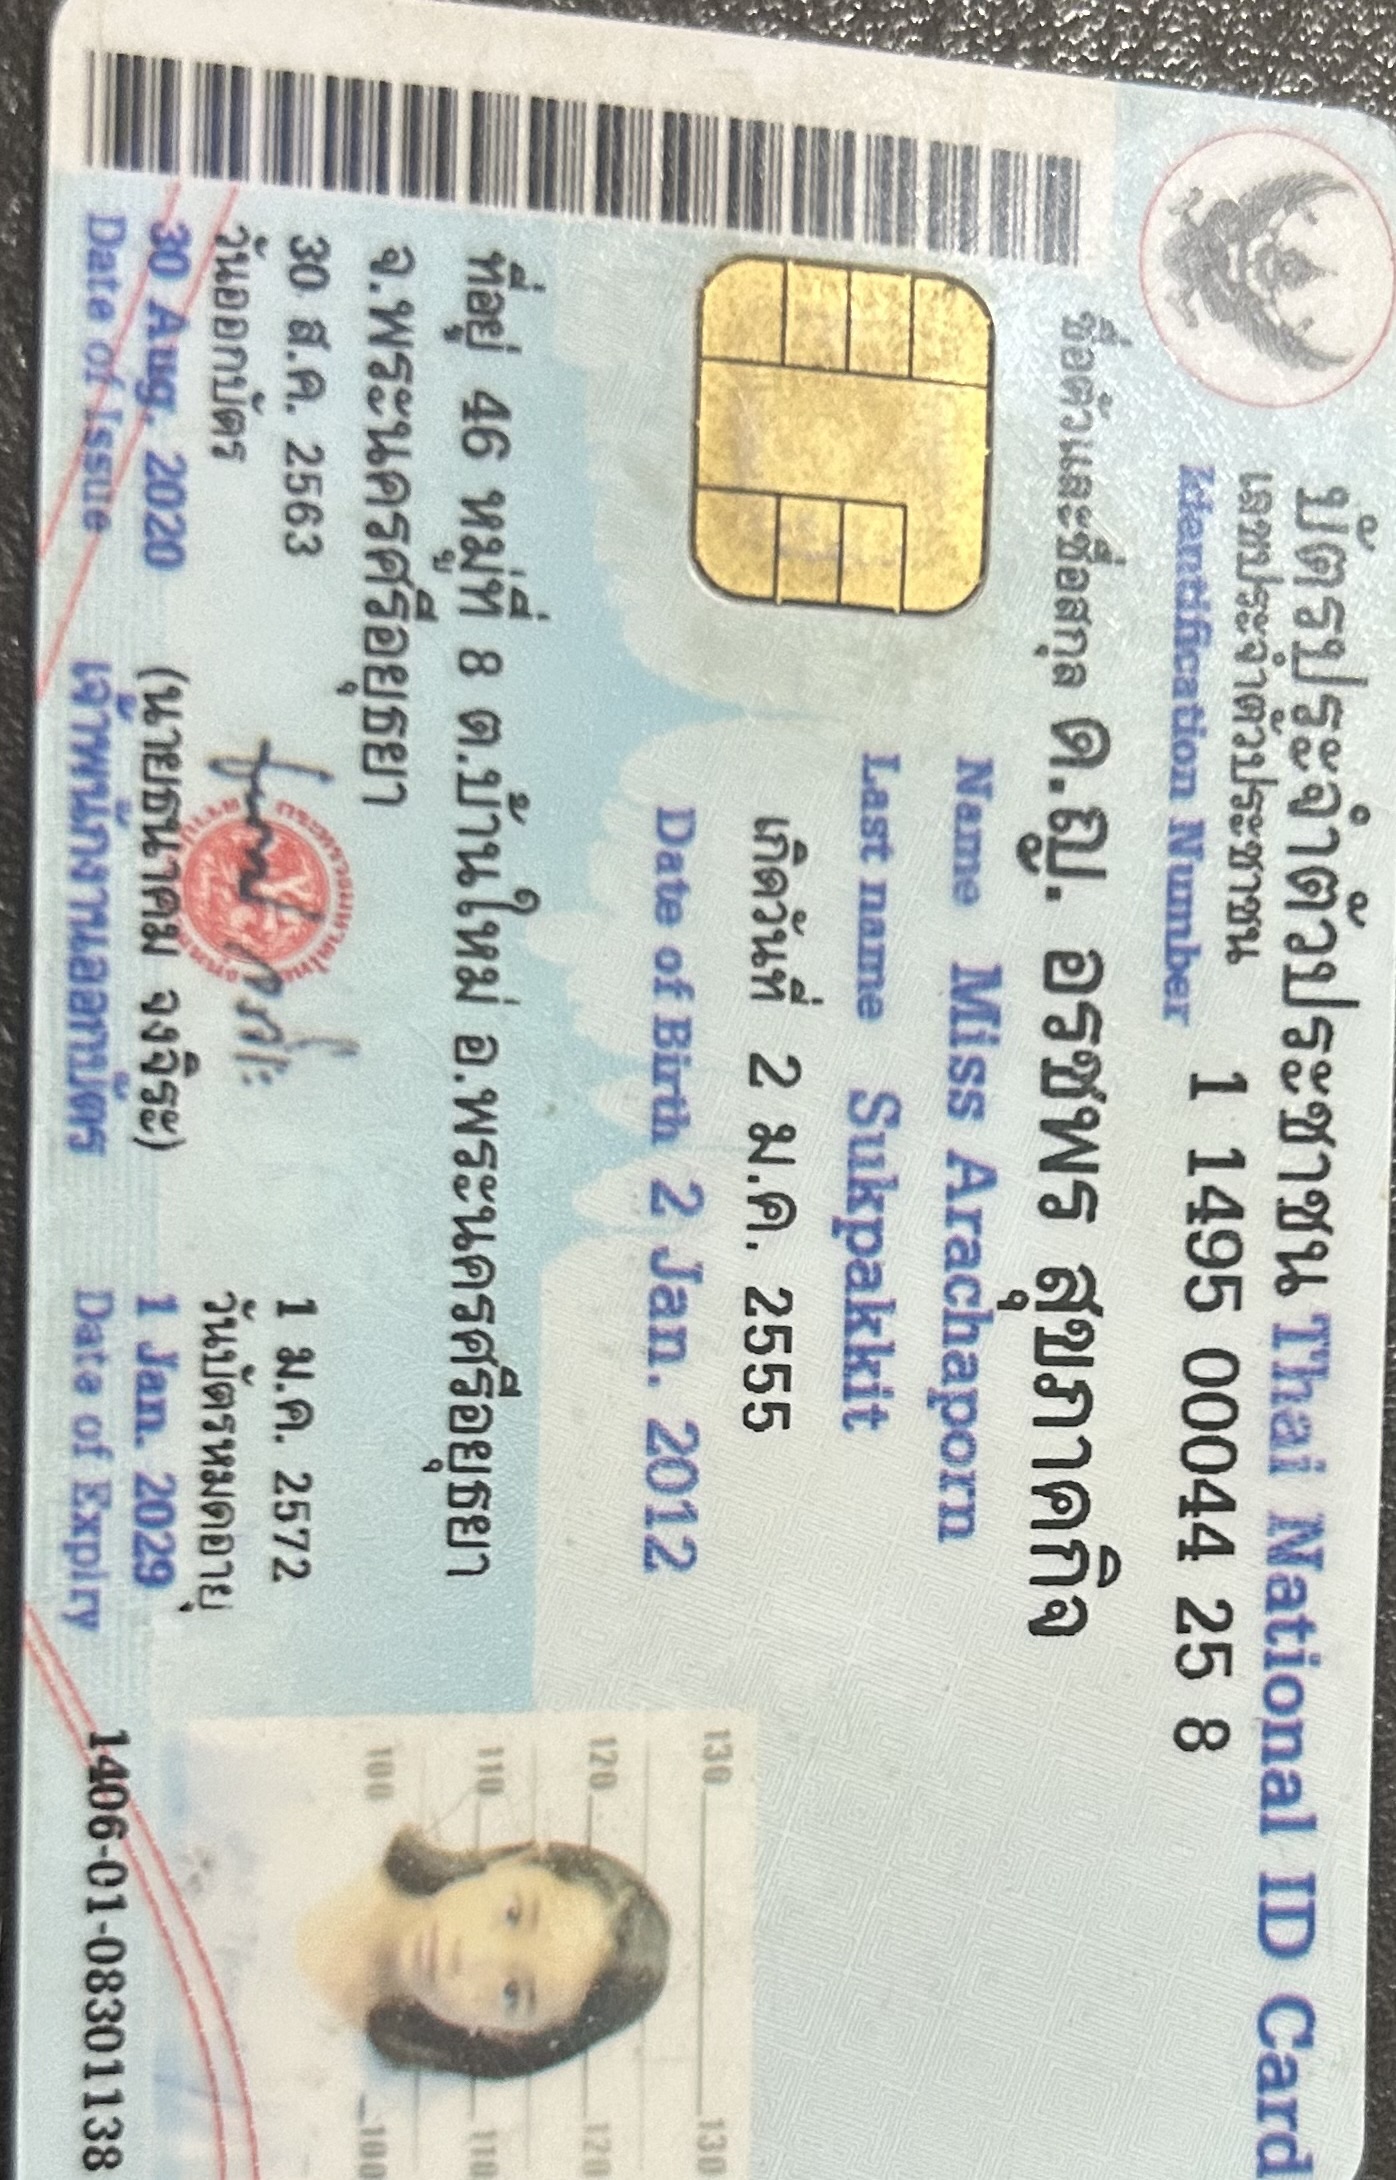 บัตรประจำตัวประชาชน Thai National ID Card
เลขประจำตัวประชาชน
Identification Number
1 1495 00044 25 8
ชื่อตัวและชื่อสกุล ด.ญ. อรชพร สุขภาคกิจ
Name Miss Arachaporn
Last name Sukpakkit
เกิดวันที่ 2 ม.ค. 2555
Date of Birth 2 Jan. 2012
ที่อยู่ 46 หมู่ที่ 8 ต.บ้านใหม่ อ.พระนครศรีอยุธยา
จ.พระนครศรีอยุธยา
30 ส.ค. 2563
วันออกบัตร
30 Aug. 2020
Date of Issue
(นายธนาคม จงจิระ)
เจ้าพนักงานออกบัตร
1 ม.ค. 2572
วันบัตรหมดอายุ
1 Jan. 2029
Date of Expiry
130 130
120 120
110 110
100 100
1406-01-08301138